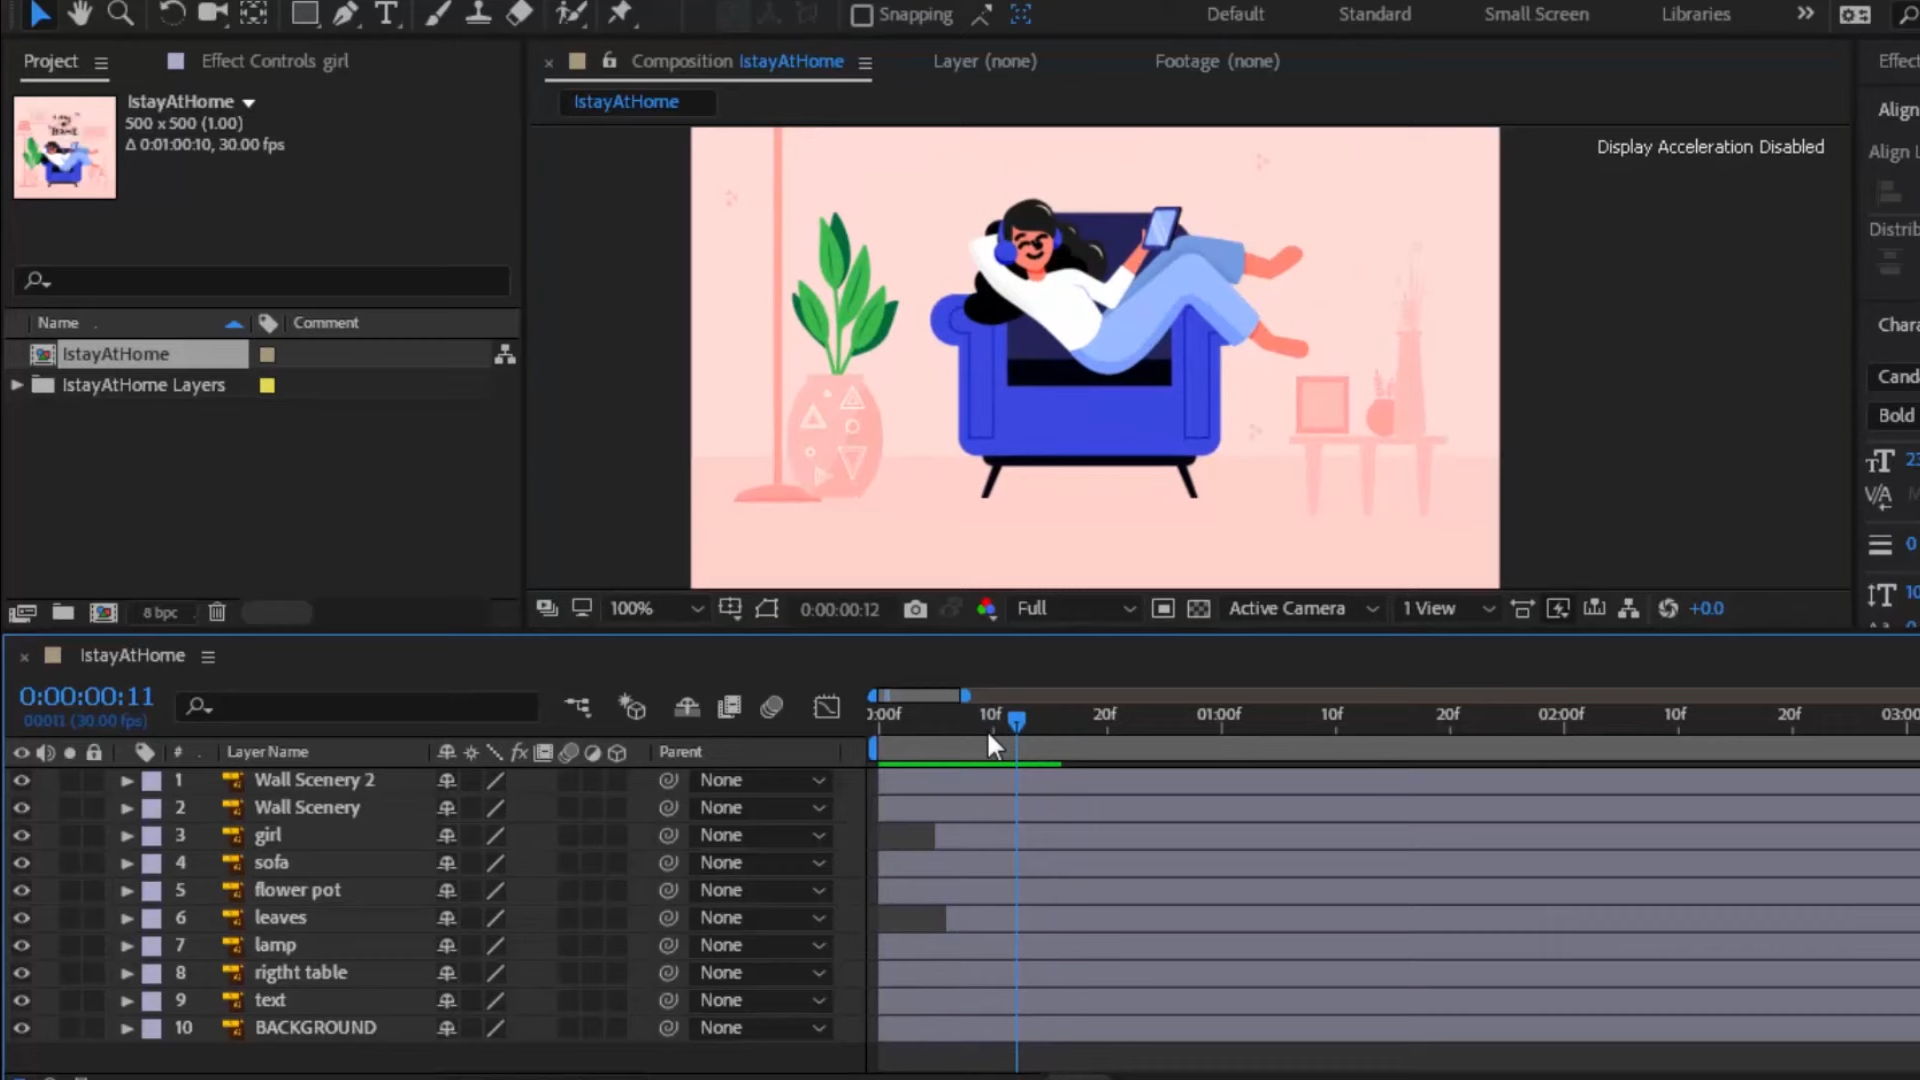 Snapping
Default
Standard
Small Screen
Libraries
Project
Effect Controls girl
Composition IstayAtHome
Layer (none)
Footage (none)
Effect
IstayAtHome
500 x 500 (1.00)
Δ 0:01:00:10, 30.00 fps
IstayAtHome
Display Acceleration Disabled
Align
Align L
Distrib
Name
Comment
IstayAtHome
IstayAtHome Layers
Chara
Cand
Bold
23
0
10
8 bpc
100%
0:00:00:12
Full
Active Camera
1 View
+0.0
IstayAtHome
0:00:00:11
00011 (30.00 fps)
0:00f
10f
20f
01:00f
10f
20f
02:00f
10f
20f
03:00
#
Layer Name
Parent
1 Wall Scenery 2 None
2 Wall Scenery None
3 girl None
4 sofa None
5 flower pot None
6 leaves None
7 lamp None
8 rigtht table None
9 text None
10 BACKGROUND None